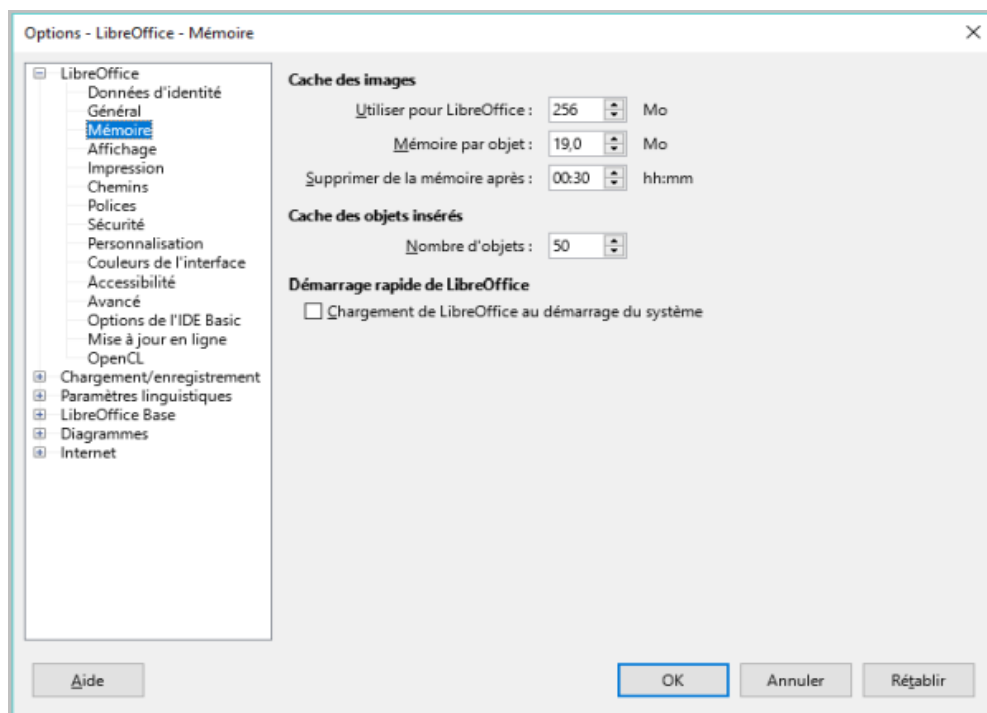 Options - LibreOffice - Mémoire
LibreOffice
Données d'identité
Général
Mémoire
Affichage
Impression
Chemins
Polices
Sécurité
Personnalisation
Couleurs de l'interface
Accessibilité
Avancé
Options de l'IDE Basic
Mise à jour en ligne
OpenCL
Chargement/enregistrement
Paramètres linguistiques
LibreOffice Base
Diagrammes
Internet
Cache des images
Utiliser pour LibreOffice : 256 Mo
Mémoire par objet : 19,0 Mo
Supprimer de la mémoire après : 00:30 hh:mm
Cache des objets insérés
Nombre d'objets : 50
Démarrage rapide de LibreOffice
Chargement de LibreOffice au démarrage du système
Aide OK Annuler Rétablir